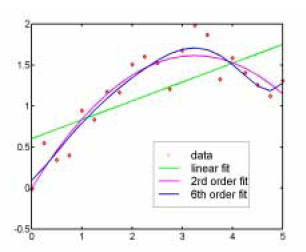 2
1.5
1
0.5
0
-0.5
0 1 2 3 4 5
data
linear fit
2rd order fit
6th order fit